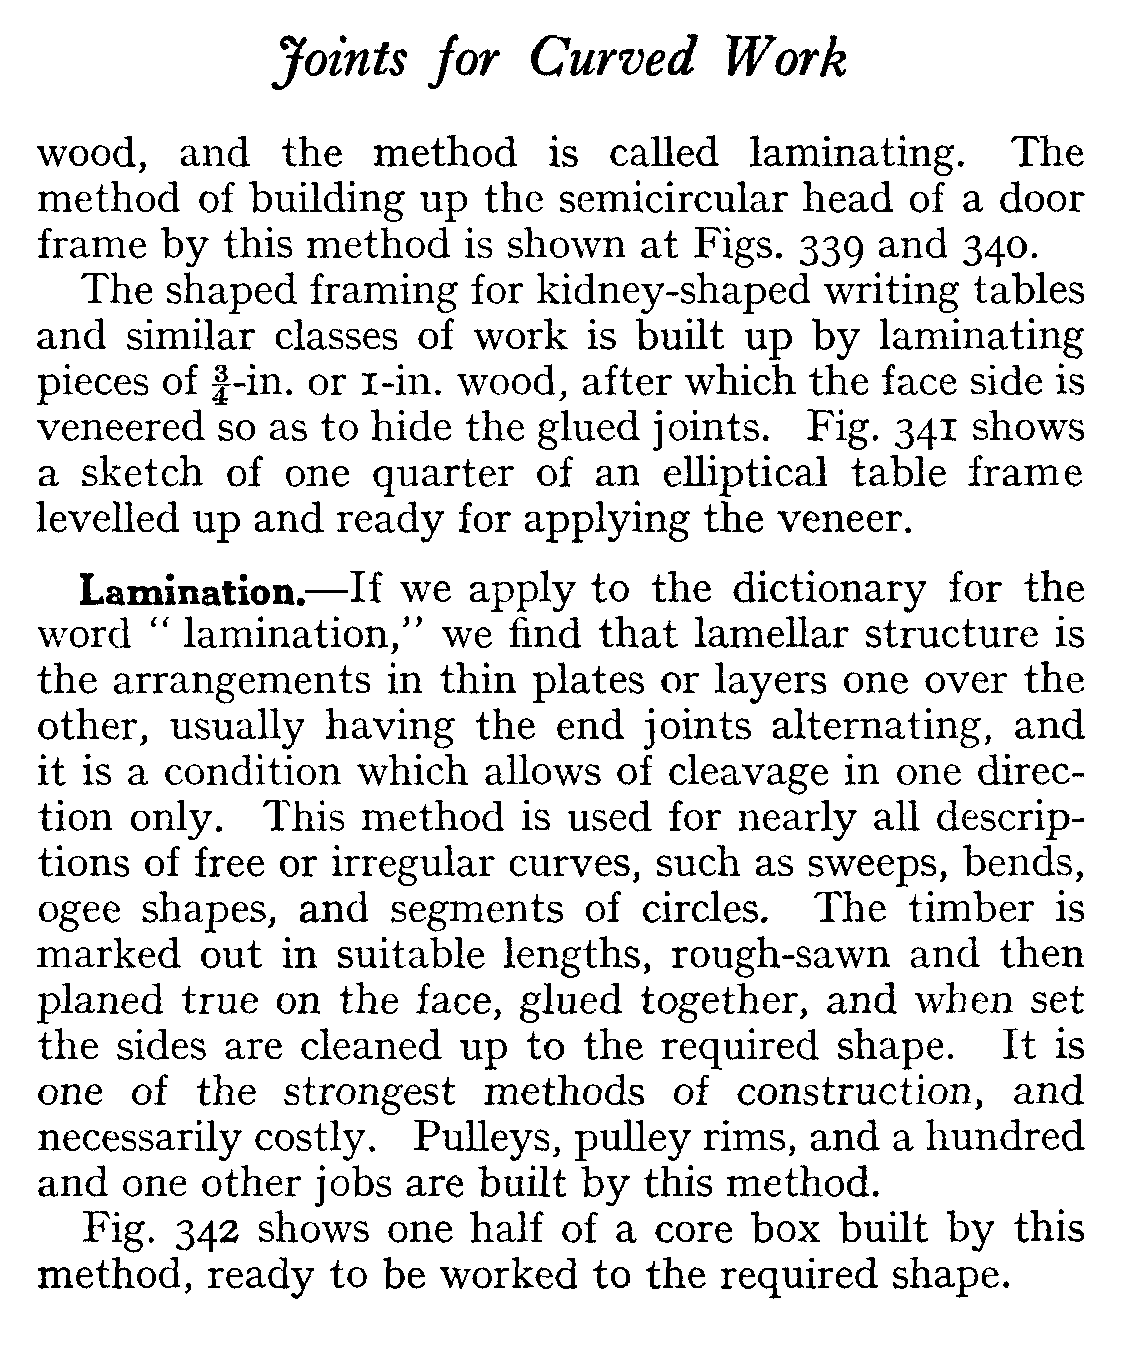 Joints for Curved Work
wood, and the method is called laminating. The
method of building up the semicircular head of a door
frame by this method is shown at Figs. 339 and 340.
The shaped framing for kidney-shaped writing tables
and similar classes of work is built up by laminating
pieces of ¾-in. or 1-in. wood, after which the face side is
veneered so as to hide the glued joints. Fig. 341 shows
a sketch of one quarter of an elliptical table frame
levelled up and ready for applying the veneer.
Lamination.—If we apply to the dictionary for the
word “ lamination,” we find that lamellar structure is
the arrangements in thin plates or layers one over the
other, usually having the end joints alternating, and
it is a condition which allows of cleavage in one direc-
tion only. This method is used for nearly all descrip-
tions of free or irregular curves, such as sweeps, bends,
ogee shapes, and segments of circles. The timber is
marked out in suitable lengths, rough-sawn and then
planed true on the face, glued together, and when set
the sides are cleaned up to the required shape. It is
one of the strongest methods of construction, and
necessarily costly. Pulleys, pulley rims, and a hundred
and one other jobs are built by this method.
Fig. 342 shows one half of a core box built by this
method, ready to be worked to the required shape.